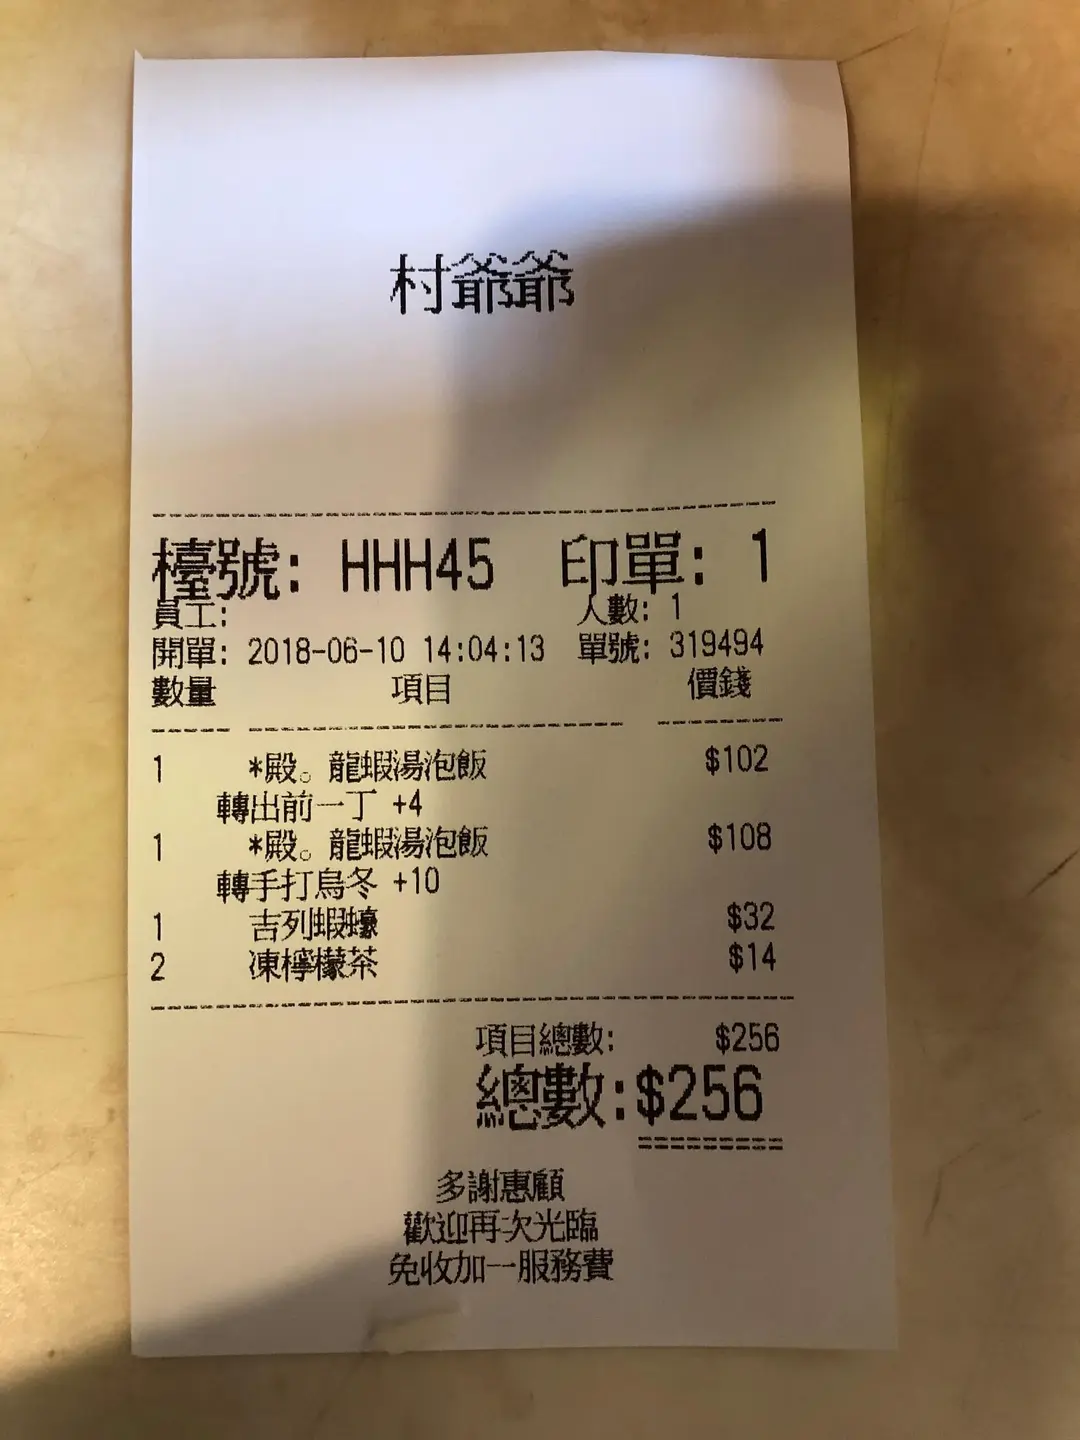 村爺爺
檯號: HHH45 印單: 1
員工: 人數: 1
開單: 2018-06-10 14:04:13 單號: 319494
數量 項目 價錢
1 *殿。龍蝦湯泡飯 $102
轉出前一丁 +4
1 *殿。龍蝦湯泡飯 $108
轉手打烏冬 +10
1 吉列蝦蠔 $32
2 凍檸檬茶 $14
項目總數: $256
總數:$256
多謝惠顧
歡迎再次光臨
免收加一服務費